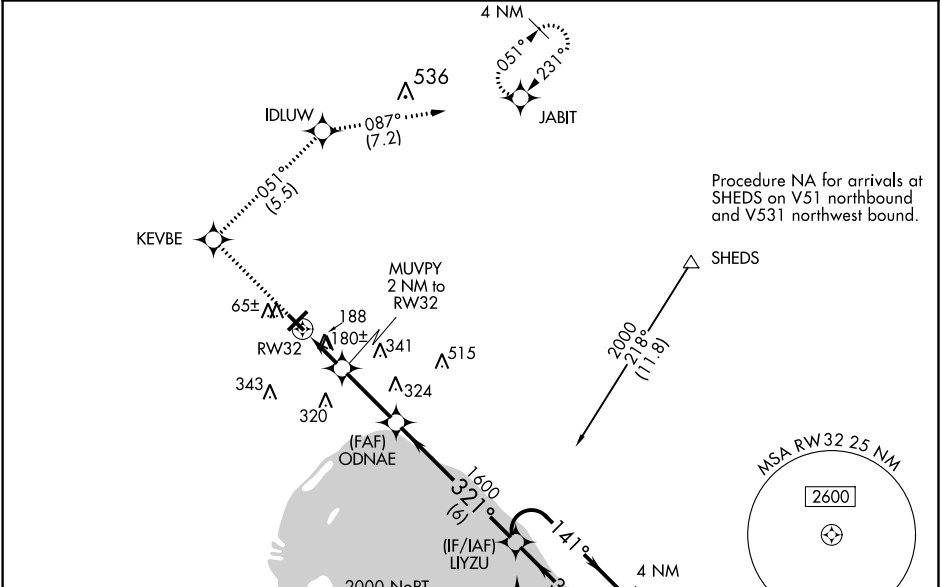 4 NM
051°
231°
JABIT
536
IDLUW
087°
(7.2)
051°
(5.5)
Procedure NA for arrivals at
SHEDS on V51 northbound
and V531 northwest bound.
KEVBE
SHEDS
MUVPY
2 NM to
RW32
65±
188
180±
RW32
341
515
2000
218°
(11.8)
343
324
320
(FAF)
ODNAE
MSA RW32 25 NM
2600
1600
321°
(6)
141°
(IF/IAF)
LIYZU
4 NM
2000 NoPT